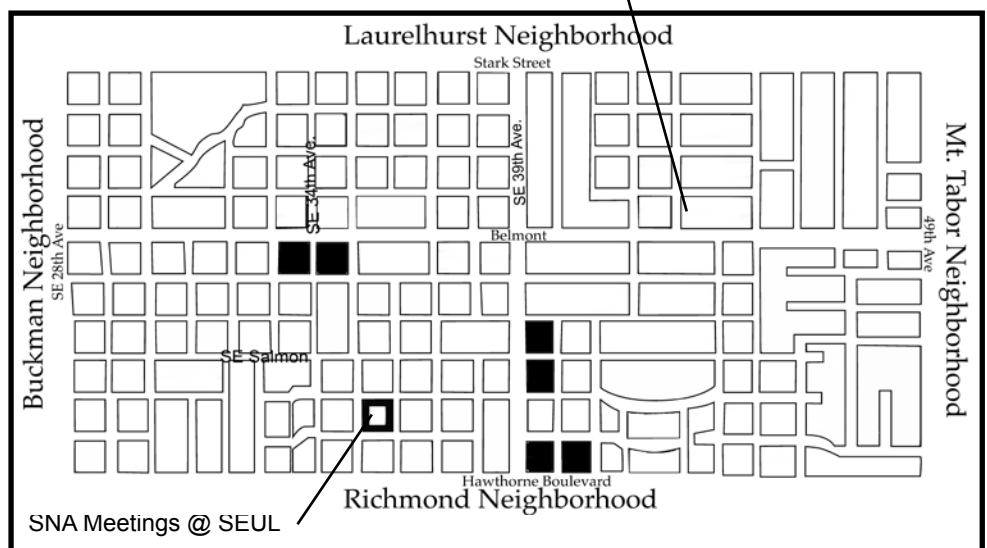 Laurelhurst Neighborhood
Stark Street
Buckman Neighborhood
SE 28th Ave
SE 34th Ave.
SE 39th Ave.
Belmont
49th Ave
Mt. Tabor Neighborhood
SE Salmon
Hawthorne Boulevard
Richmond Neighborhood
SNA Meetings @ SEUL